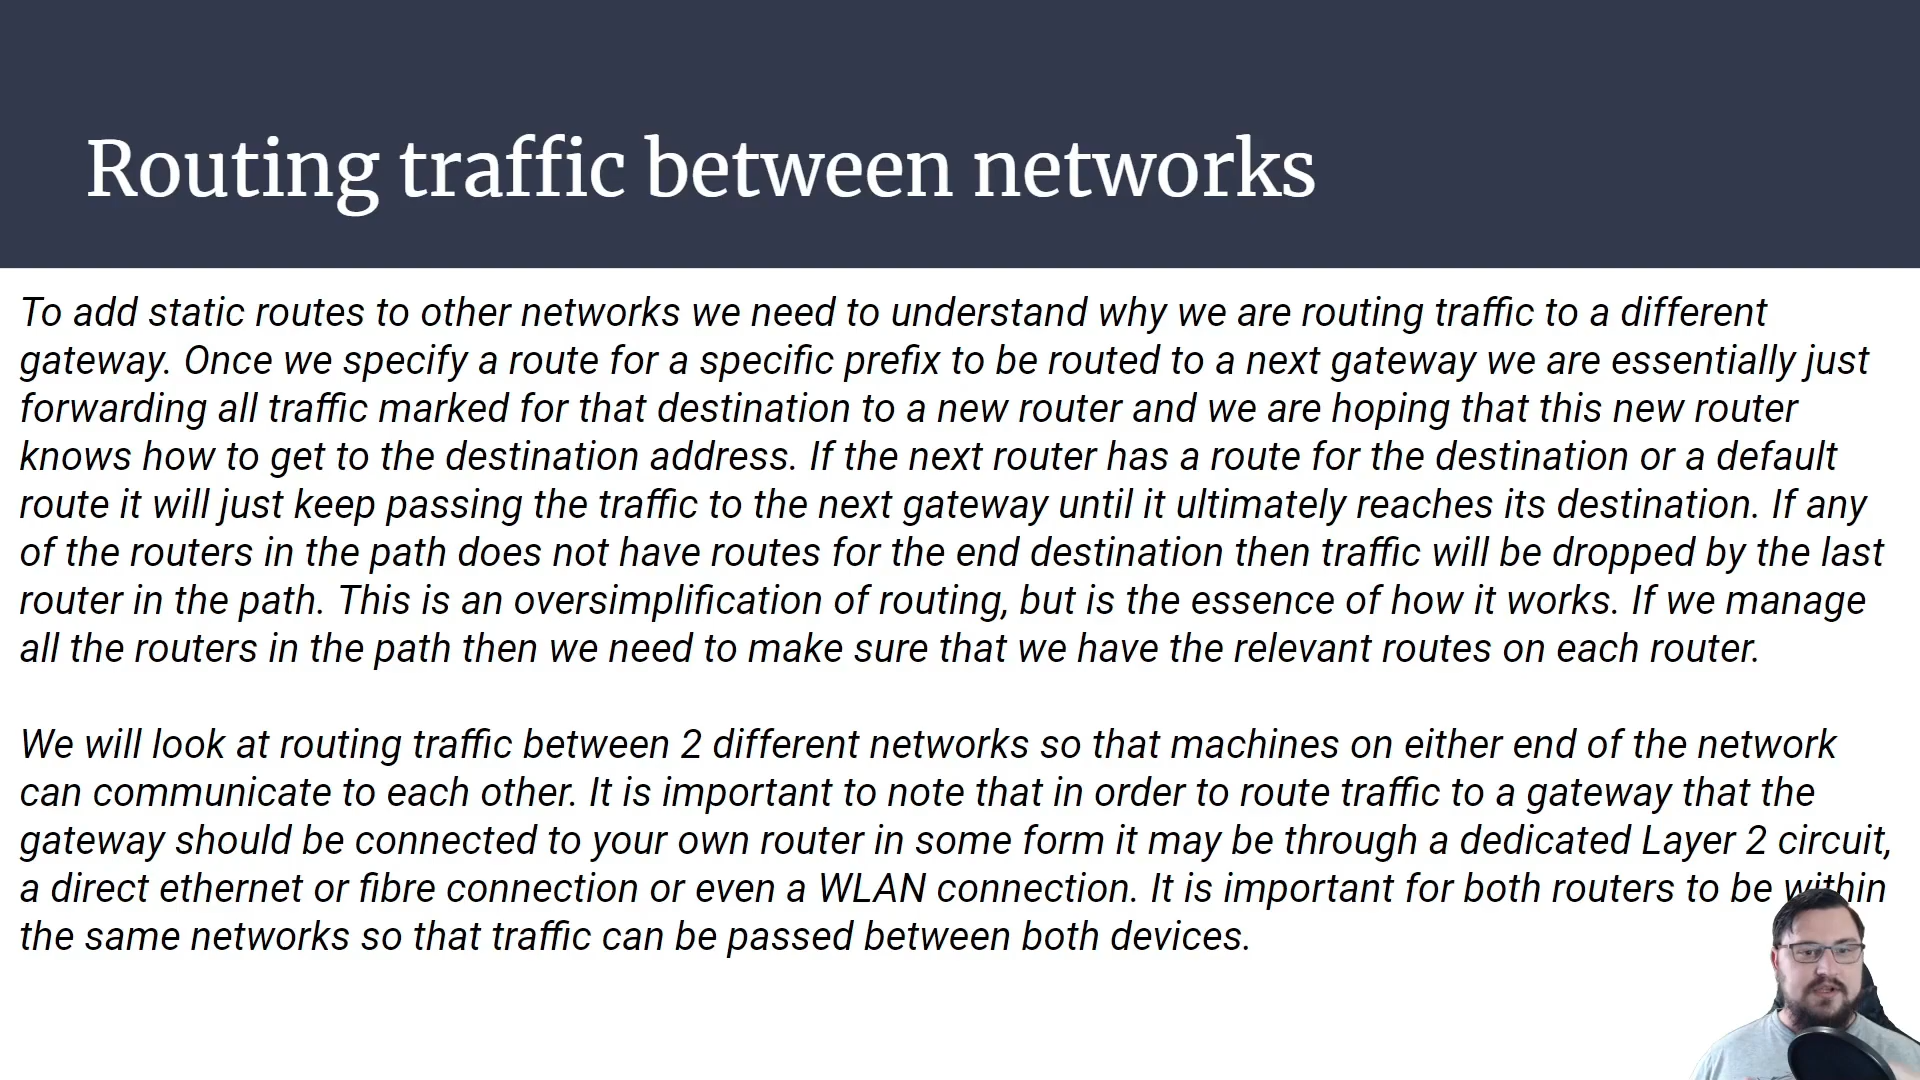 Routing traffic between networks
To add static routes to other networks we need to understand why we are routing traffic to a different
gateway. Once we specify a route for a specific prefix to be routed to a next gateway we are essentially just
forwarding all traffic marked for that destination to a new router and we are hoping that this new router
knows how to get to the destination address. If the next router has a route for the destination or a default
route it will just keep passing the traffic to the next gateway until it ultimately reaches its destination. If any
of the routers in the path does not have routes for the end destination then traffic will be dropped by the last
router in the path. This is an oversimplification of routing, but is the essence of how it works. If we manage
all the routers in the path then we need to make sure that we have the relevant routes on each router.
We will look at routing traffic between 2 different networks so that machines on either end of the network
can communicate to each other. It is important to note that in order to route traffic to a gateway that the
gateway should be connected to your own router in some form it may be through a dedicated Layer 2 circuit,
a direct ethernet or fibre connection or even a WLAN connection. It is important for both routers to be within
the same networks so that traffic can be passed between both devices.